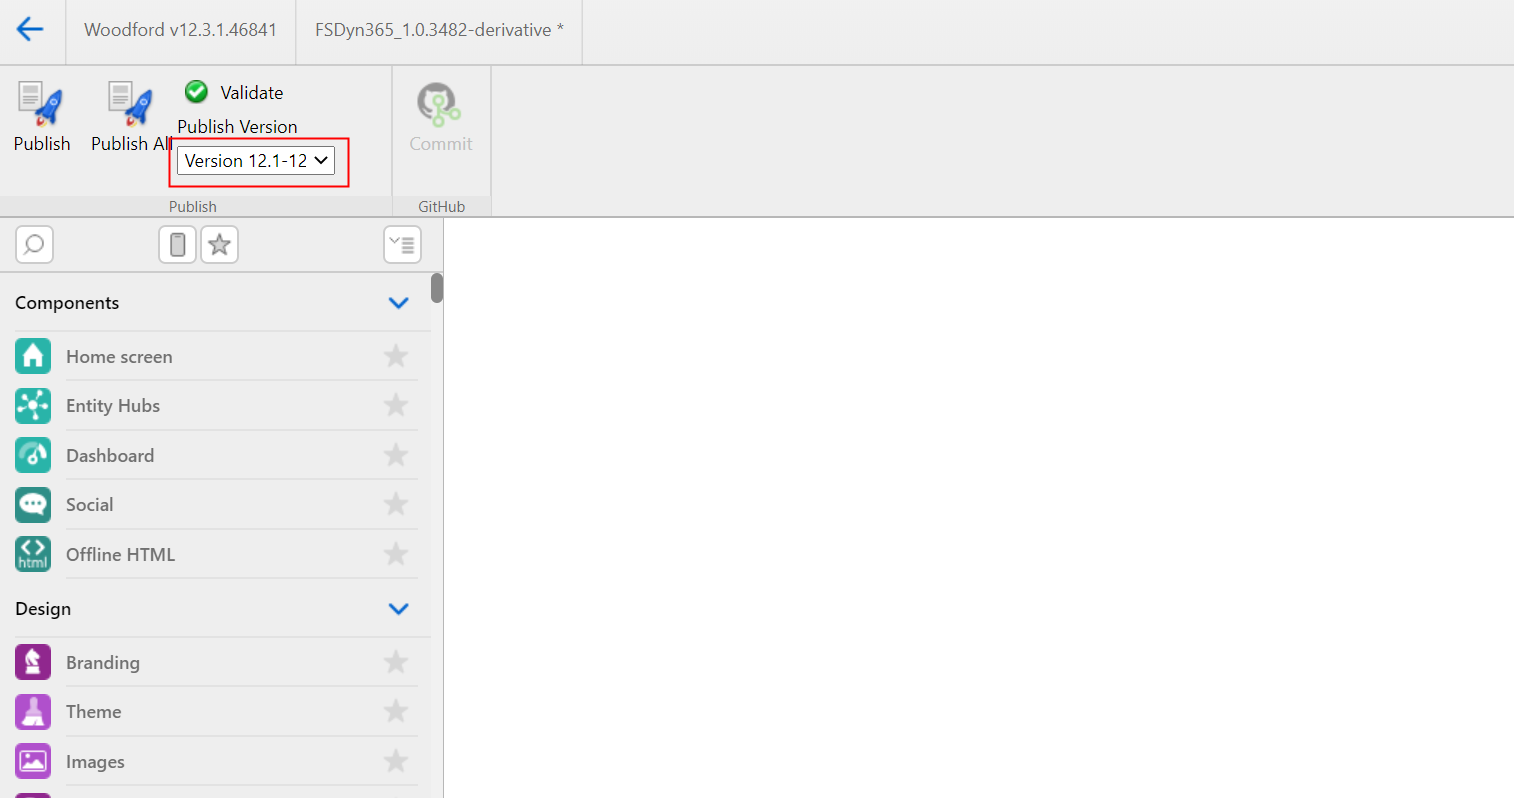 Woodford v12.3.1.46841
FSDyn365_1.0.3482-derivative *
Publish
Publish All
Validate
Publish Version
Version 12.1-12
Commit
Publish
GitHub
Components
Home screen
Entity Hubs
Dashboard
Social
html
Offline HTML
Design
Branding
Theme
Images